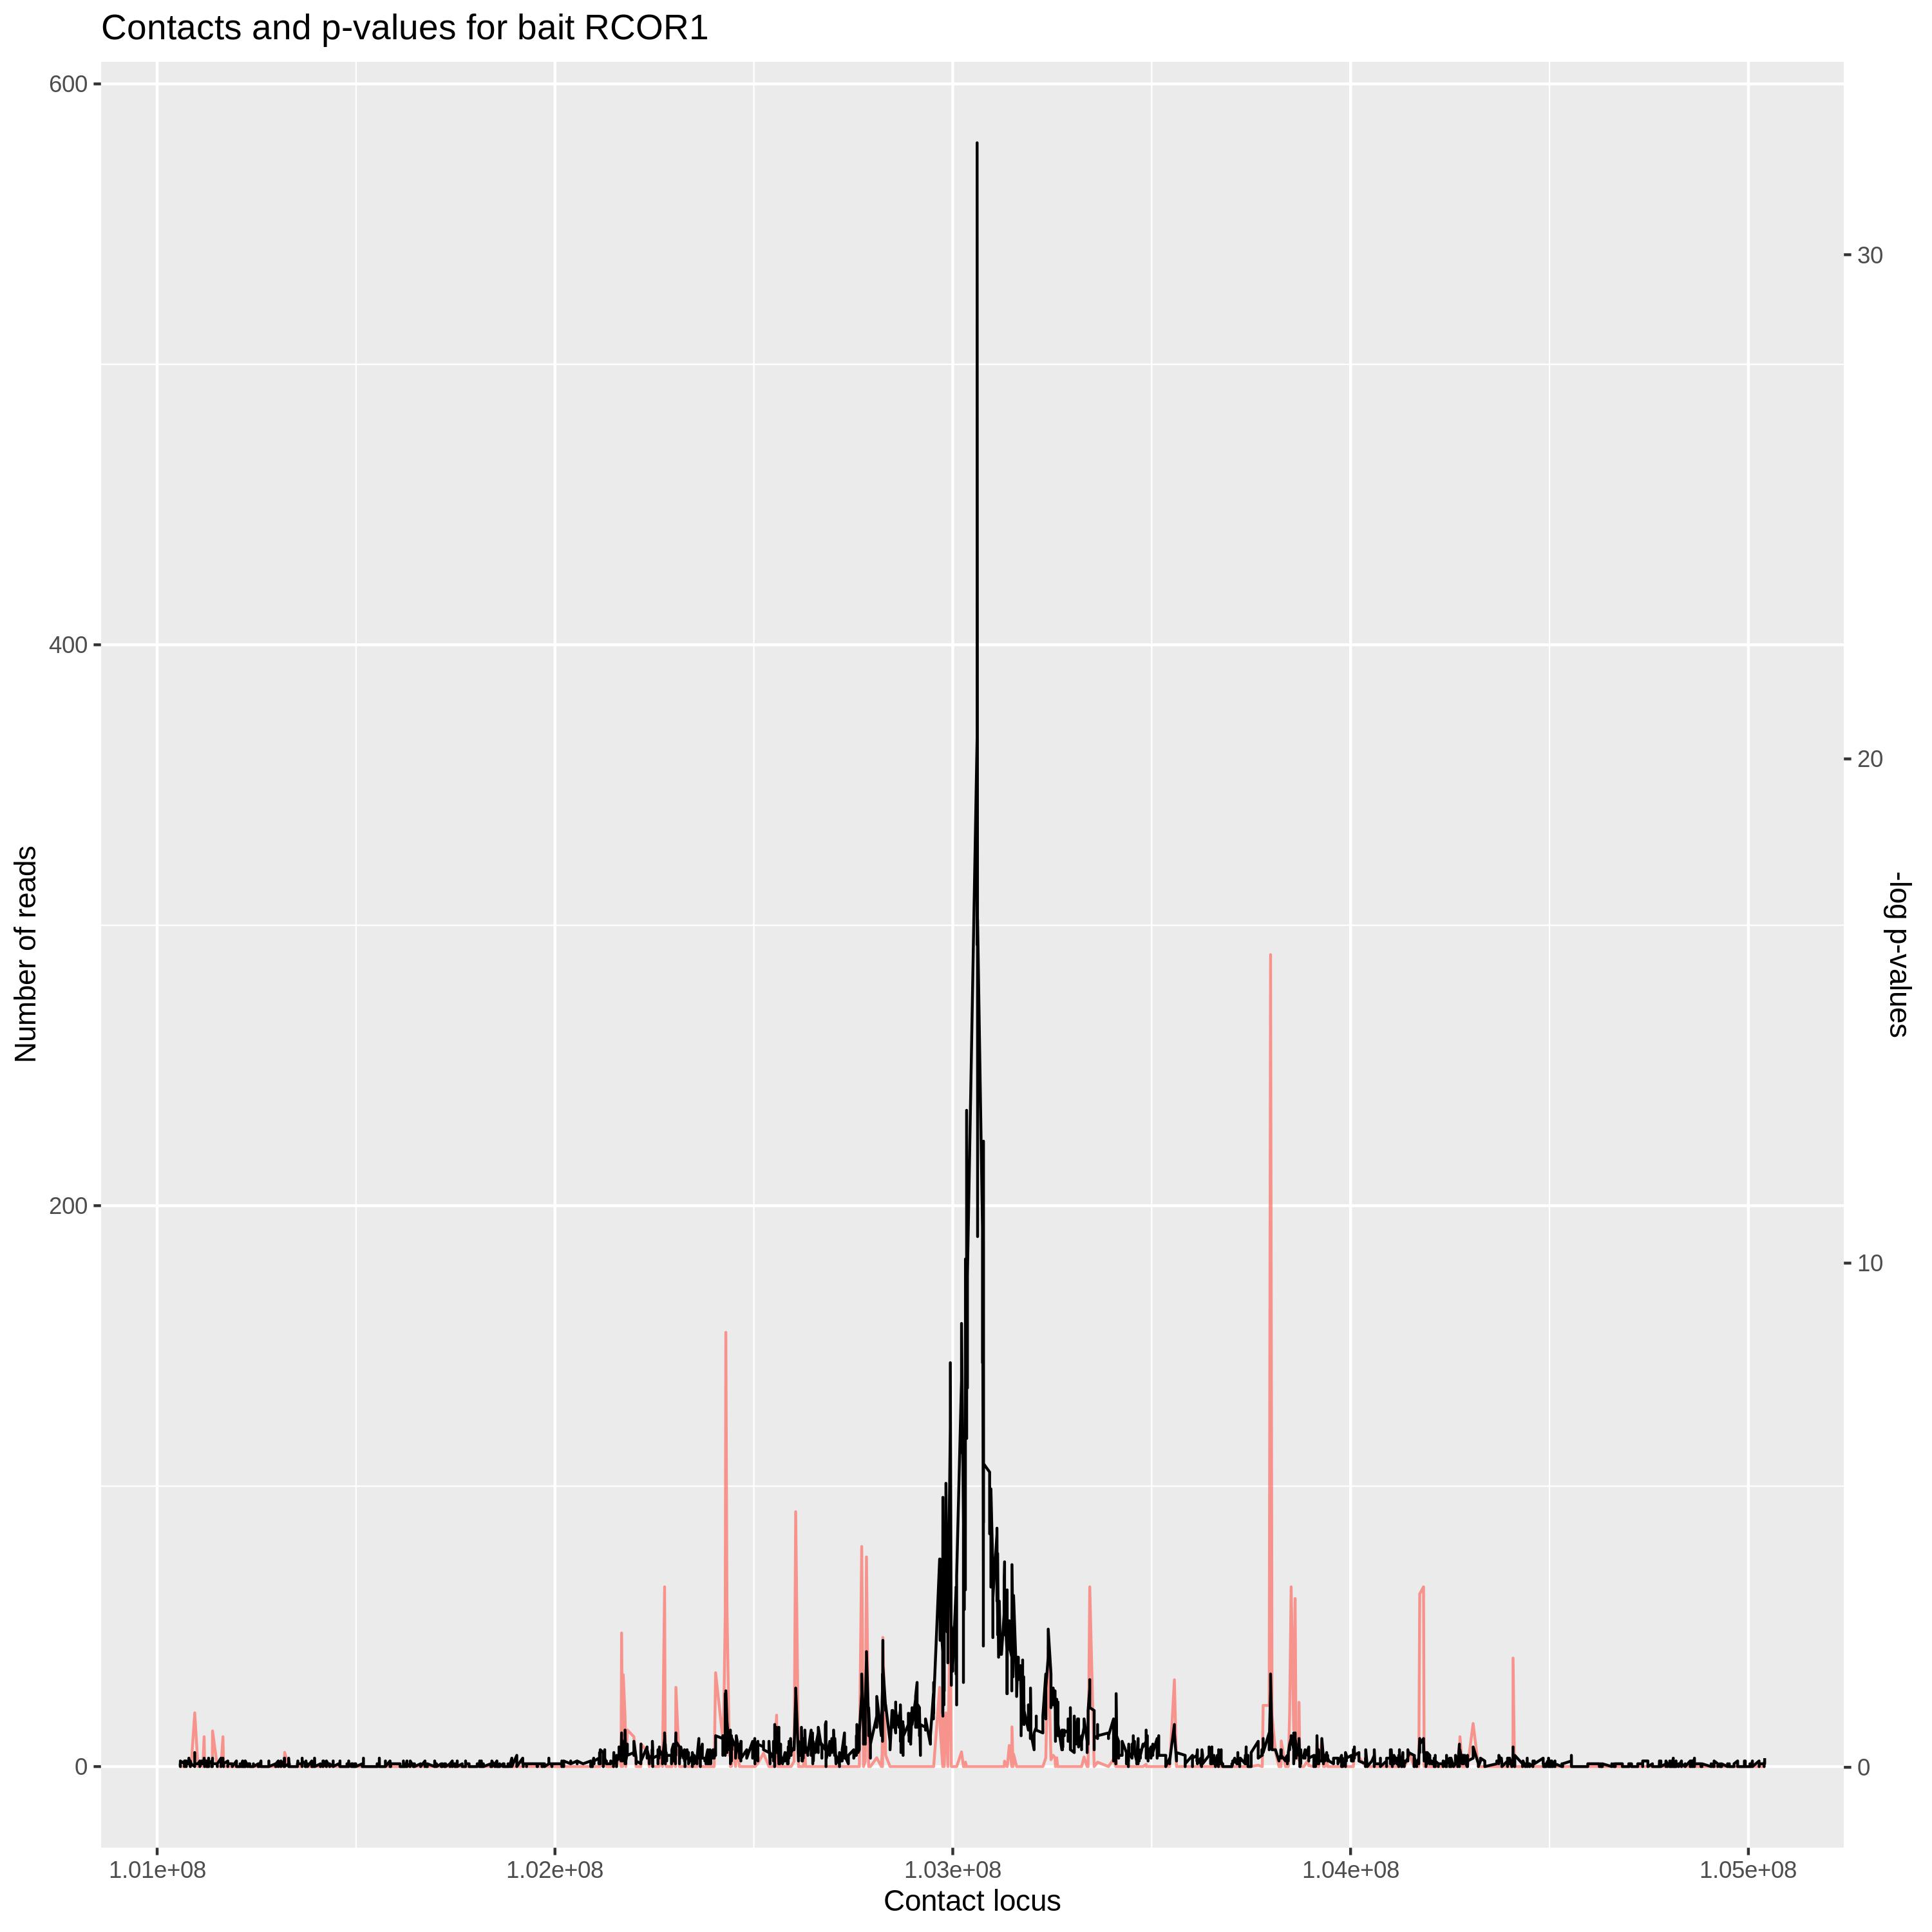 Contacts and p-values for bait RCOR1
600
400
200
0
Number of reads
30
20
10
0
-log p-values
1.01e+08
1.02e+08
1.03e+08
1.04e+08
1.05e+08
Contact locus